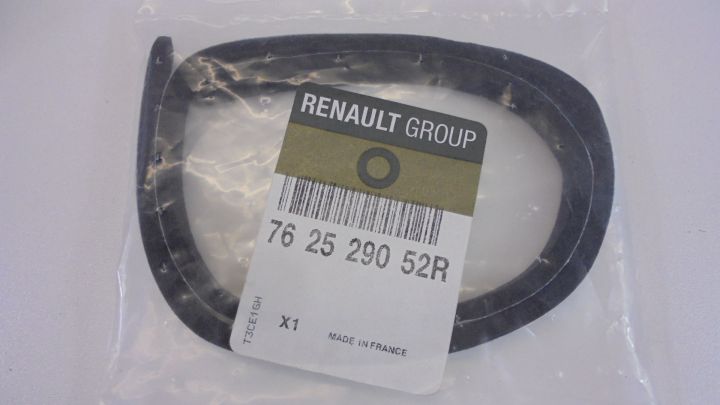 RENAULT GROUP
76 25 290 52R
X1
MADE IN FRANCE
T3CE1GH